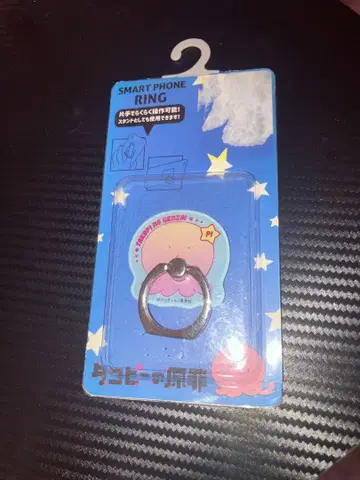 SMART PHONE
RING
片手でらくらく操作可能!
スタンドとしても使用できます!
TAKOPI NO GENZAI
P!
タコピーの原罪